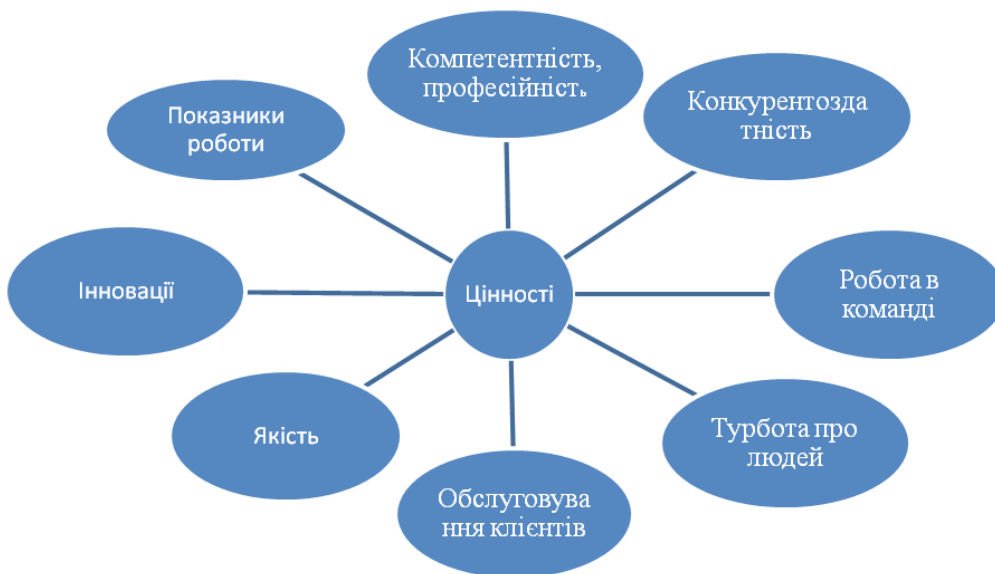 Компетентність,
професійність
Конкурентозда
тність
Показники
роботи
Інновації
Цінності
Робота в
команді
Якість
Турбота про
людей
Обслуговува
ння клієнтів